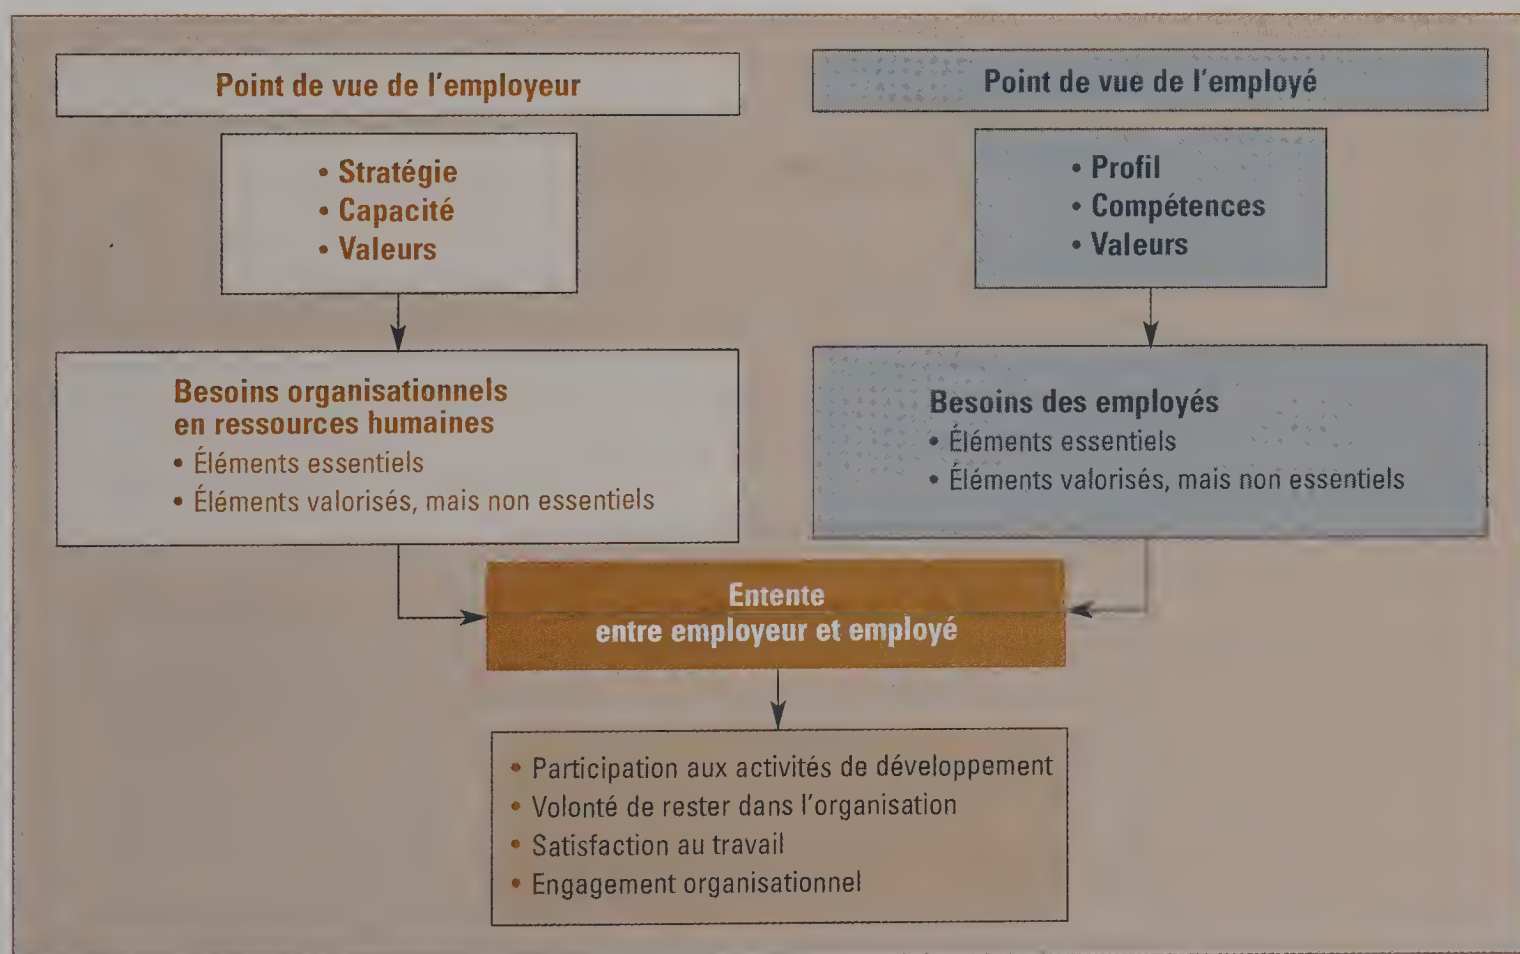 Point de vue de l'employeur
• Stratégie
• Capacité
• Valeurs
Besoins organisationnels
en ressources humaines
• Éléments essentiels
• Éléments valorisés, mais non essentiels
Point de vue de l'employé
• Profil
• Compétences
• Valeurs
Besoins des employés
• Éléments essentiels
• Éléments valorisés, mais non essentiels
Entente
entre employeur et employé
• Participation aux activités de développement
• Volonté de rester dans l'organisation
• Satisfaction au travail
• Engagement organisationnel